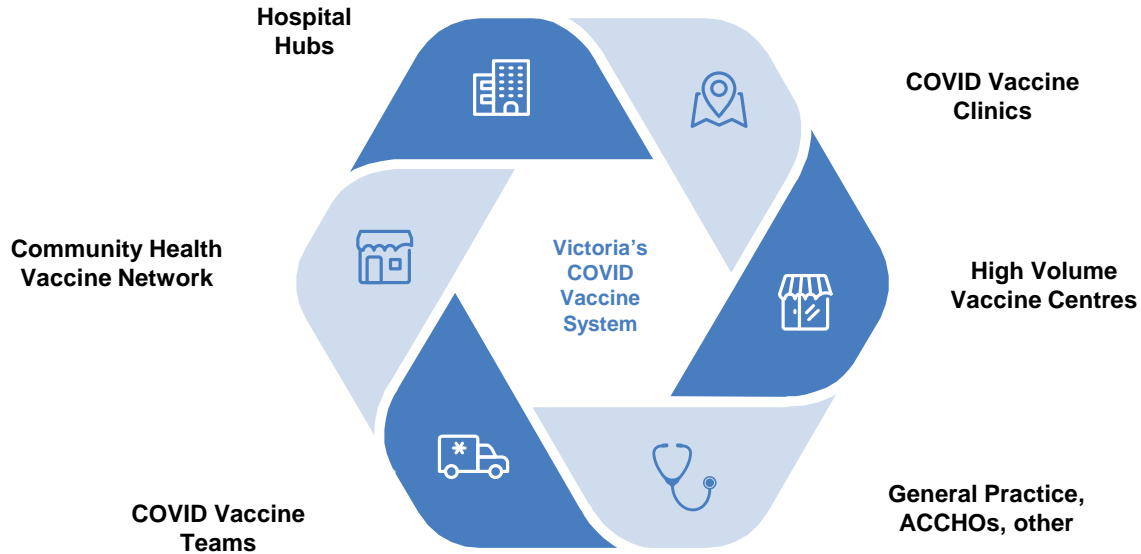 Hospital
Hubs
COVID Vaccine
Clinics
Community Health
Vaccine Network
Victoria’s
COVID
Vaccine
System
High Volume
Vaccine Centres
COVID Vaccine
Teams
General Practice,
ACCHOs, other